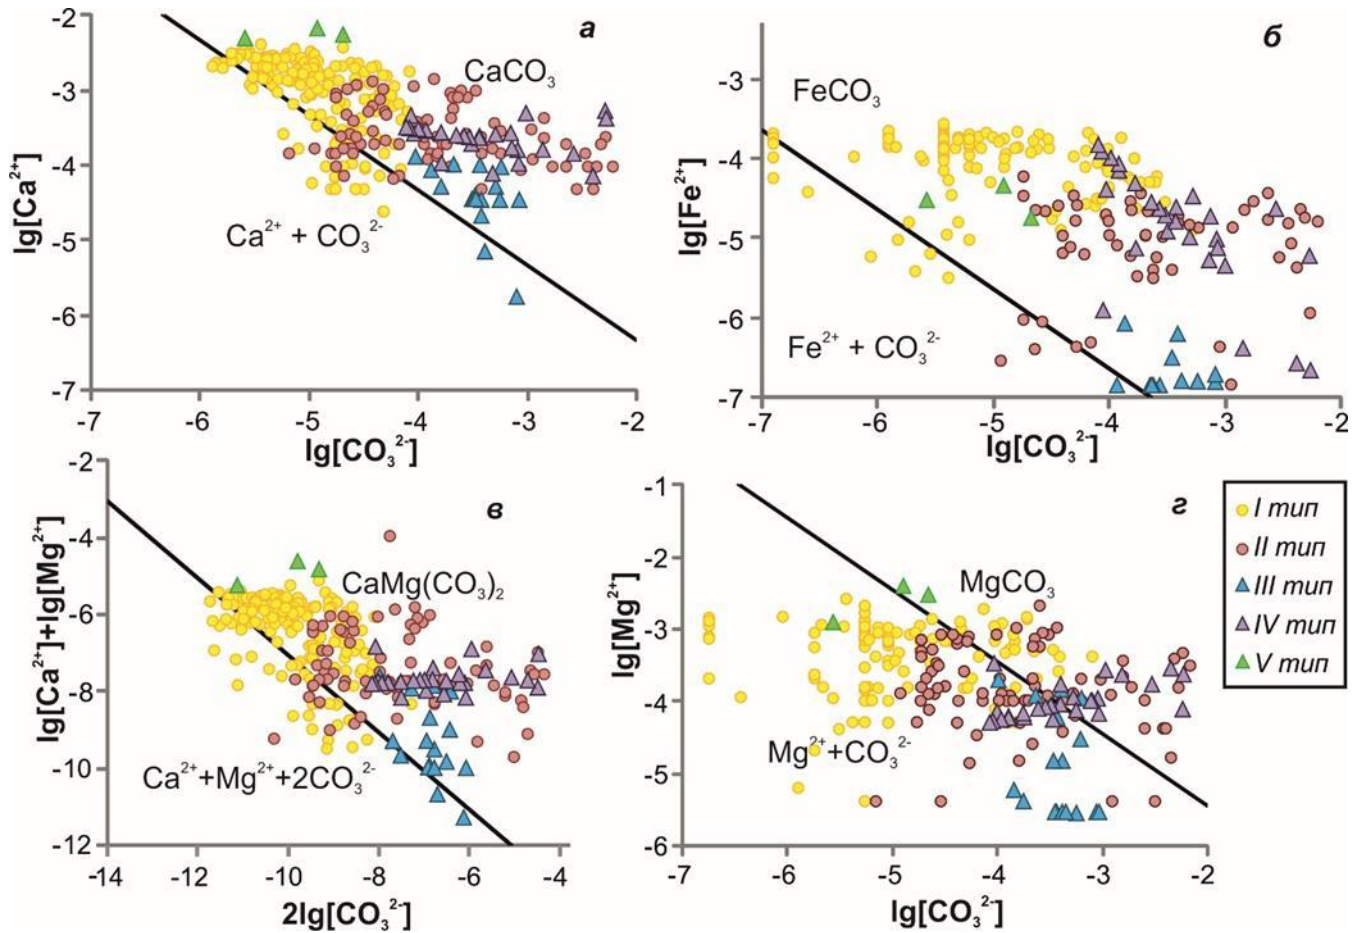 а
-2
-3
-4
-5
-6
-7
lg[Ca²⁺]
CaCO₃
Ca²⁺ + CO₃²⁻
-7 -6 -5 -4 -3 -2
lg[CO₃²⁻]
б
-3
-4
-5
-6
-7
lg[Fe²⁺]
FeCO₃
Fe²⁺ + CO₃²⁻
-7 -6 -5 -4 -3 -2
lg[CO₃²⁻]
в
-2
-4
-6
-8
-10
-12
lg[Ca²⁺]+lg[Mg²⁺]
CaMg(CO₃)₂
Ca²⁺+Mg²⁺+2CO₃²⁻
-14 -12 -10 -8 -6 -4
2lg[CO₃²⁻]
г
-1
-2
-3
-4
-5
-6
lg[Mg²⁺]
MgCO₃
Mg²⁺+CO₃²⁻
-7 -6 -5 -4 -3 -2
lg[CO₃²⁻]
I тип
II тип
III тип
IV тип
V тип